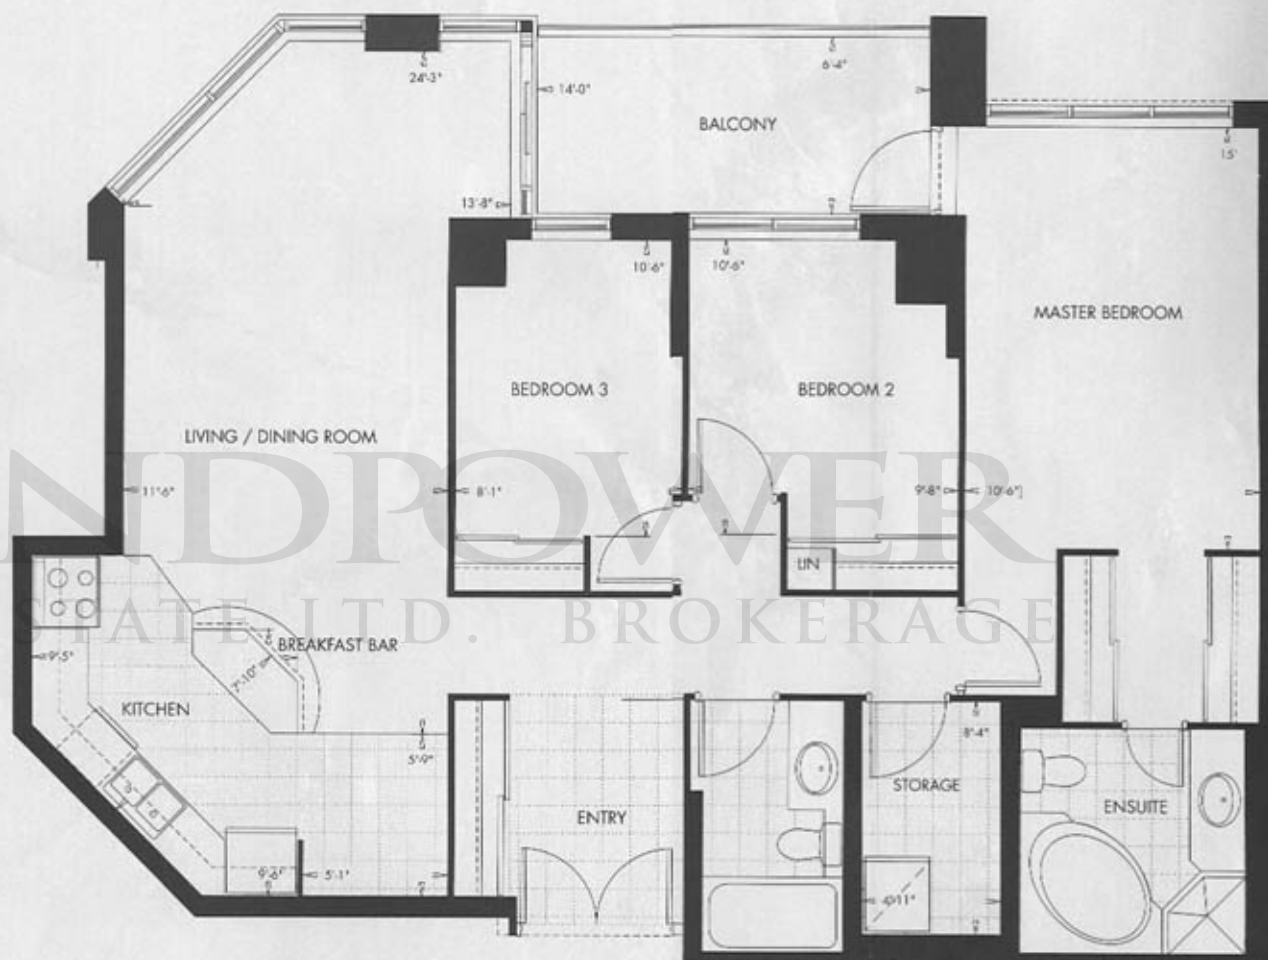 24'-3"
14'-0"
6'-4"
BALCONY
15'
13'-8"
10'-6"
10'-6"
MASTER BEDROOM
BEDROOM 3
BEDROOM 2
LIVING / DINING ROOM
NDPOWER
11'6"
8'-1"
9'-8"
10'-6"]
LIN
STATE LTD. BROKERAGE
BREAKFAST BAR
9'-5"
7'-10"
KITCHEN
5'-9"
8'-4"
STORAGE
ENTRY
ENSUITE
9'-6"
5'-1"
4'-11"